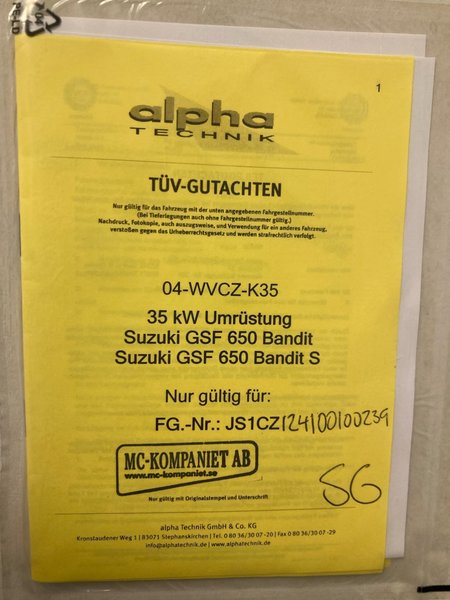 PE-LD
04
1
alpha
TECHNIK
TÜV-GUTACHTEN
Nur gültig für das Fahrzeug mit der unten angegebenen Fahrgestellnummer.
(Bei Tieferlegungen auch ohne Fahrgestellnummer gültig.)
Nachdruck, Fotokopie, auch auszugsweise, und Verwendung für ein anderes Fahrzeug,
verstoßen gegen das Urheberrechtsgesetz und werden strafrechtlich verfolgt.
04-WVCZ-K35
35 kW Umrüstung
Suzuki GSF 650 Bandit
Suzuki GSF 650 Bandit S
Nur gültig für:
FG.-Nr.: JS1CZ124100100239
MC-KOMPANIET AB
www.mc-kompaniet.se
SG
Nur gültig mit Originalstempel und Unterschrift
alpha Technik GmbH & Co. KG
Kronstaudener Weg 1 | 83071 Stephanskirchen | Tel. 0 80 36/30 07 -20 | Fax 0 80 36/30 07 -29
info@alphatechnik.de | www.alphatechnik.de